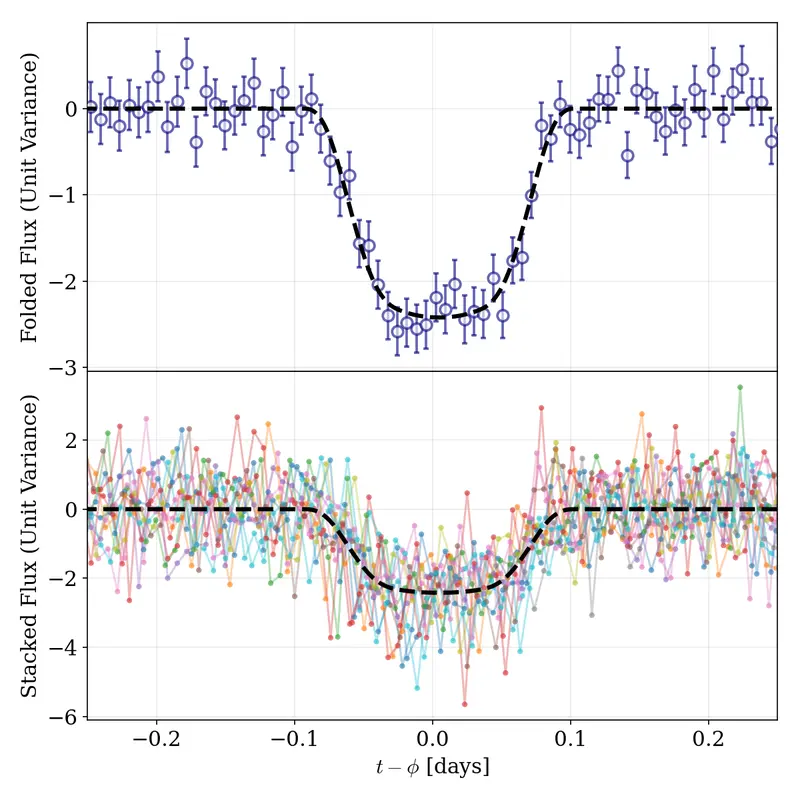 Folded Flux (Unit Variance)
0
−1
−2
−3
Stacked Flux (Unit Variance)
2
0
−2
−4
−6
−0.2 −0.1 0.0 0.1 0.2
t − ϕ [days]